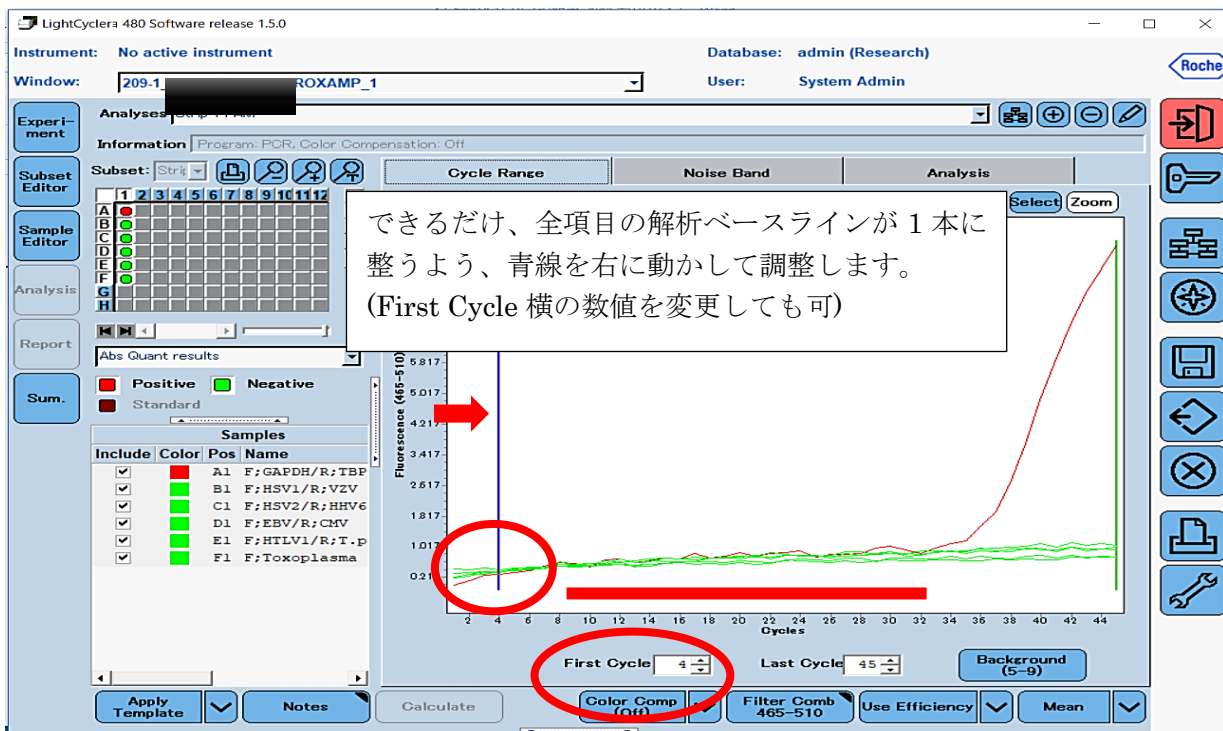 LightCyclera 480 Software release 1.5.0
Instrument: No active instrument
Database: admin (Research)
Window: 209-1 ROXAMP_1
User: System Admin
Roche
Experi-
ment
Subset
Editor
Sample
Editor
Analysis
Report
Sum.
Analyses
Information Program: PCR, Color Compensation: Off
Subset:
Cycle Range Noise Band Analysis
Select Zoom
1 2 3 4 5 6 7 8 9 10 11 12
A
B
C
D
E
F
G
H
できるだけ、全項目の解析ベースラインが 1 本に
整うよう、青線を右に動かして調整します。
(First Cycle 横の数値を変更しても可)
Abs Quant results
Positive Negative
Standard
Samples
Include Color Pos Name
A1 F;GAPDH/R;TBP
B1 F;HSV1/R;VZV
C1 F;HSV2/R;HHV6
D1 F;EBV/R;CMV
E1 F;HTLV1/R;T.p
F1 F;Toxoplasma
Fluorescence (465-510)
5.817
5.017
4.217
3.417
2.617
1.817
1.017
0.21
2 4 6 8 10 12 14 16 18 20 22 24 26 28 30 32 34 36 38 40 42 44
Cycles
First Cycle 4
Last Cycle 45
Background
(5-9)
Apply
Template
Notes
Calculate
Color Comp
(Off)
Filter Comb
465-510
Use Efficiency
Mean